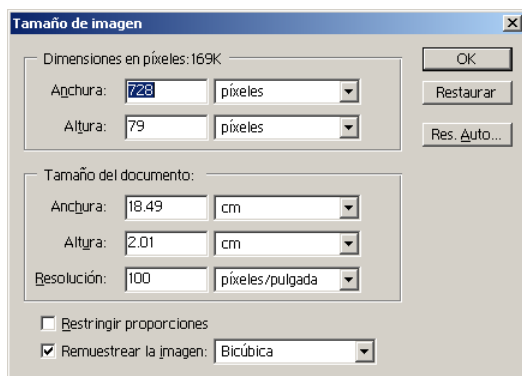 Tamaño de imagen
Dimensiones en píxeles:169K
OK
Anchura: 728 píxeles
Restaurar
Altura: 79 píxeles
Res. Auto...
Tamaño del documento:
Anchura: 18.49 cm
Altura: 2.01 cm
Resolución: 100 píxeles/pulgada
Restringir proporciones
Remuestrear la imagen: Bicúbica